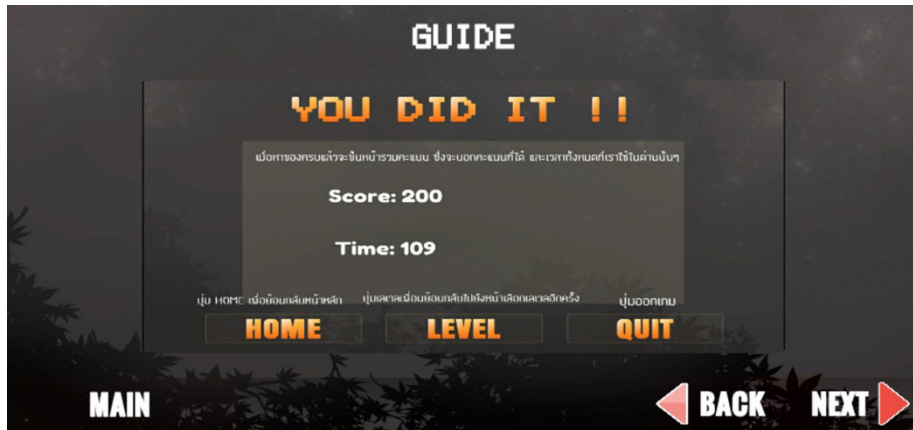 GUIDE
YOU DID IT !!
เมื่อหาของครบแล้วจะขึ้นหน้ารวมคะแนน ซึ่งจะบอกคะแนนที่ได้ และเวลาทั้งหมดที่เราใช้ในด่านนั้นๆ
Score: 200
Time: 109
ปุ่ม HOME เพื่อย้อนกลับหน้าหลัก ปุ่มเลเวลเพื่อนย้อนกลับไปยังหน้าเลือกเลเวลอีกครั้ง ปุ่มออกเกม
HOME LEVEL QUIT
MAIN BACK NEXT